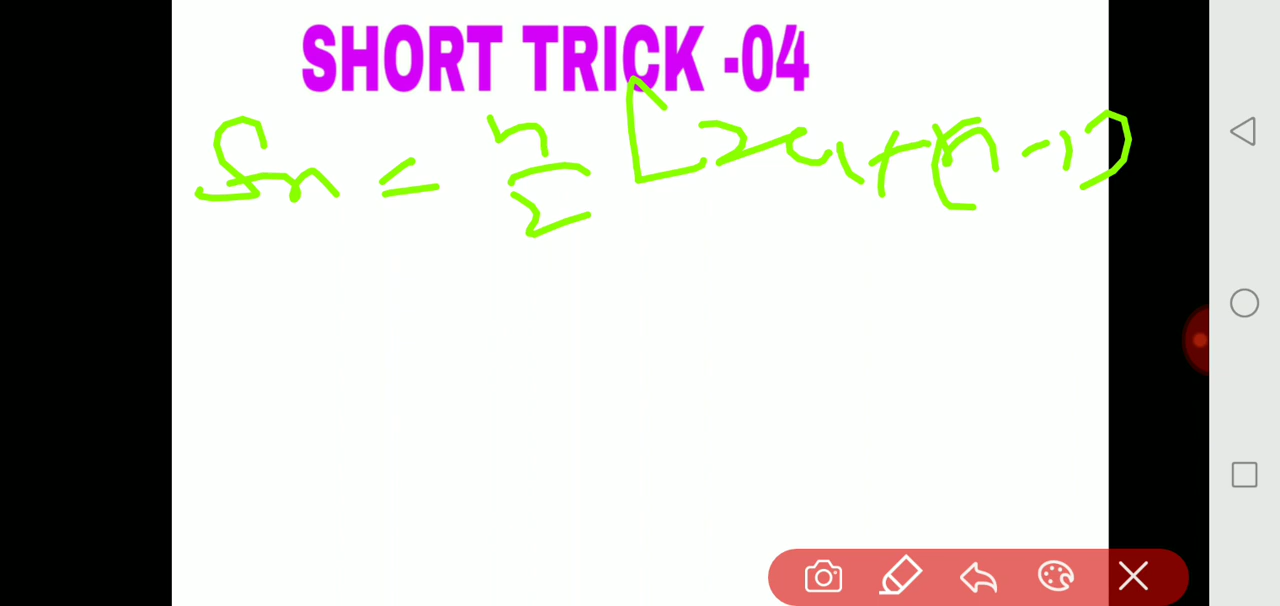 SHORT TRICK -04
Sn = n/2 [2a+(n-1)